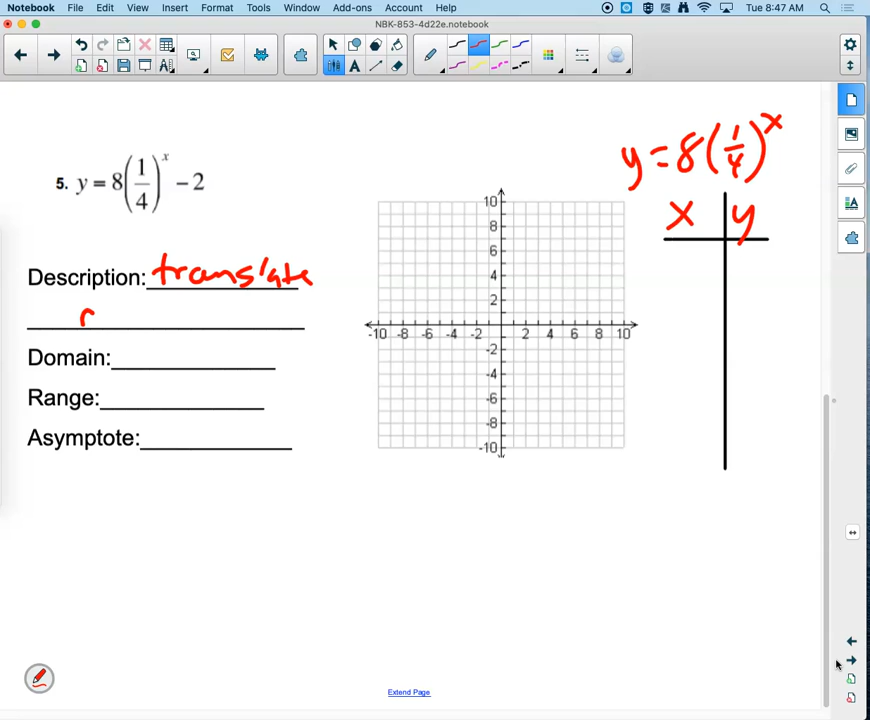 Notebook File Edit View Insert Format Tools Window Add-ons Account Help Tue 8:47 AM
NBK-853-4d22e.notebook
y = 8(1/4)^x
5. y = 8(1/4)^x − 2
x y
Description: translate
Domain:
Range:
Asymptote:
10
8
6
4
2
-10 -8 -6 -4 -2 2 4 6 8 10
-2
-4
-6
-8
-10
Extend Page